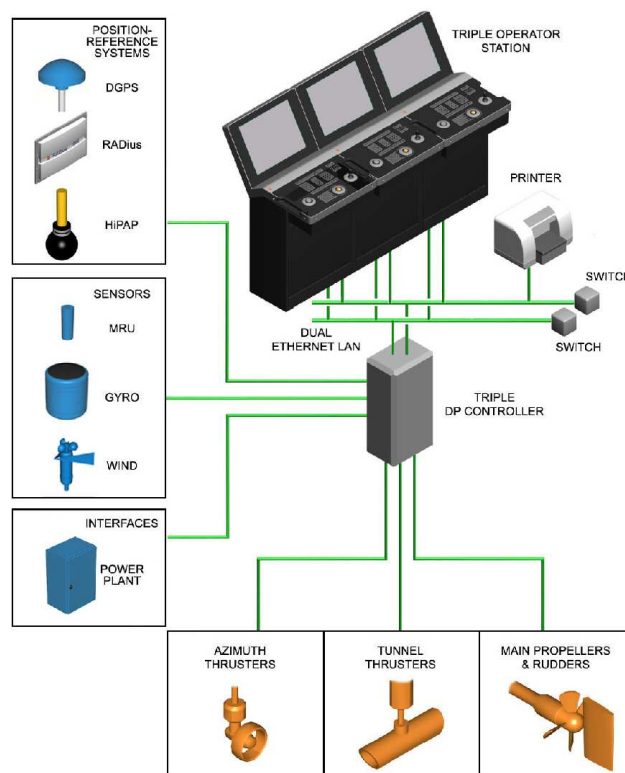 POSITION-
REFERENCE
SYSTEMS
DGPS
RADius
HiPAP
TRIPLE OPERATOR
STATION
PRINTER
SWITCH
SWITCH
DUAL
ETHERNET LAN
TRIPLE
DP CONTROLLER
SENSORS
MRU
GYRO
WIND
INTERFACES
POWER
PLANT
AZIMUTH
THRUSTERS
TUNNEL
THRUSTERS
MAIN PROPELLERS
& RUDDERS